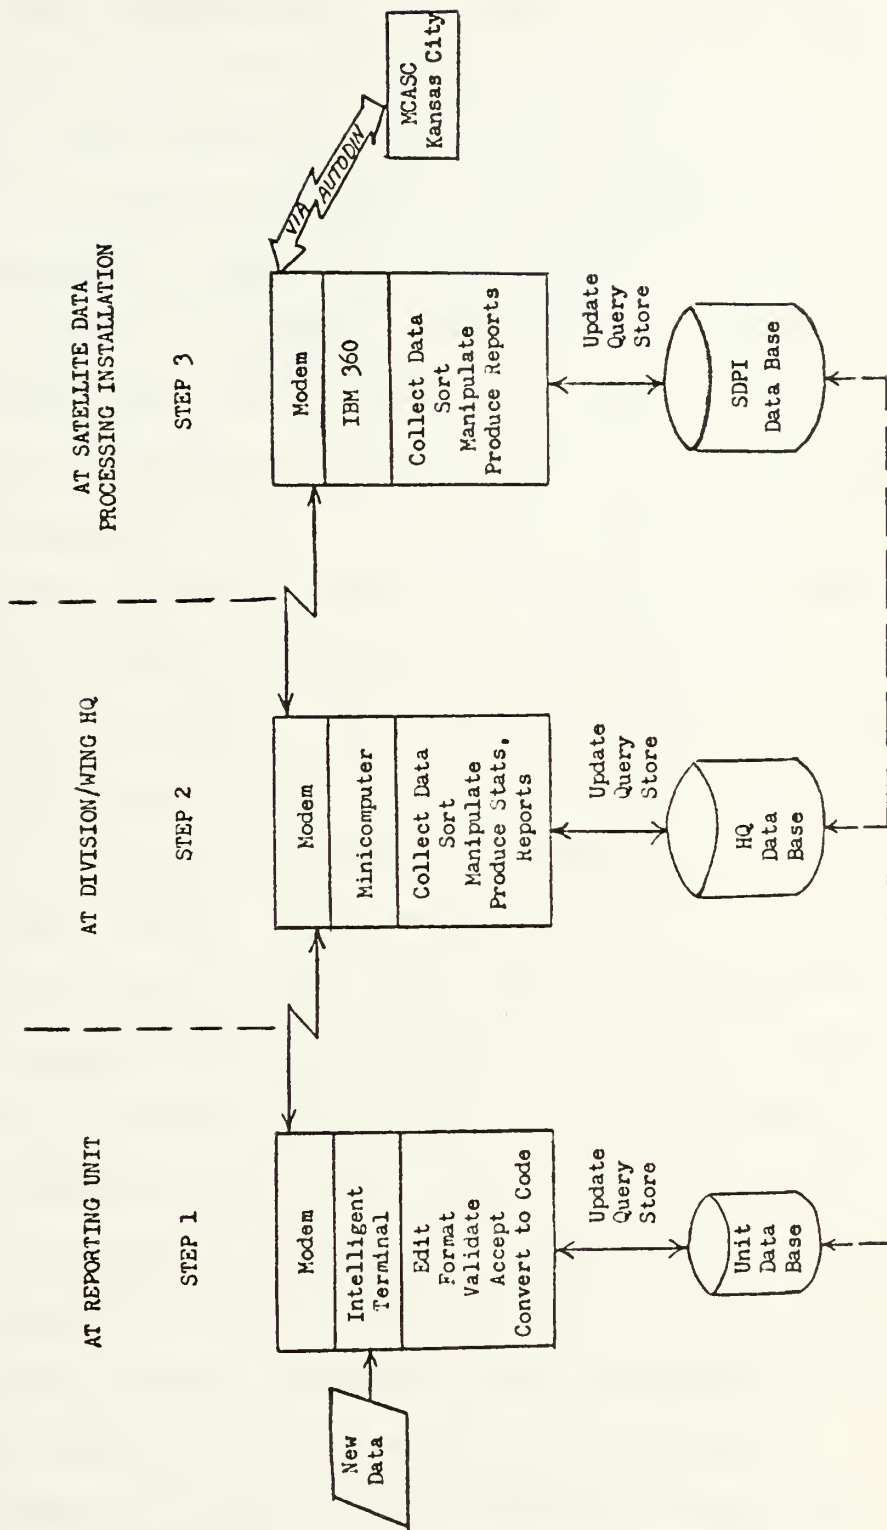 AT REPORTING UNIT
STEP 1
New
Data
Modem
Intelligent
Terminal
Edit
Format
Validate
Accept
Convert to Code
Update
Query
Store
Unit
Data
Base
AT DIVISION/WING HQ
STEP 2
Modem
Minicomputer
Collect Data
Sort
Manipulate
Produce Stats,
Reports
Update
Query
Store
HQ
Data
Base
AT SATELLITE DATA
PROCESSING INSTALLATION
STEP 3
Modem
IBM 360
Collect Data
Sort
Manipulate
Produce Reports
Update
Query
Store
SDPI
Data Base
VIA AUTODIN
MCASC
Kansas City